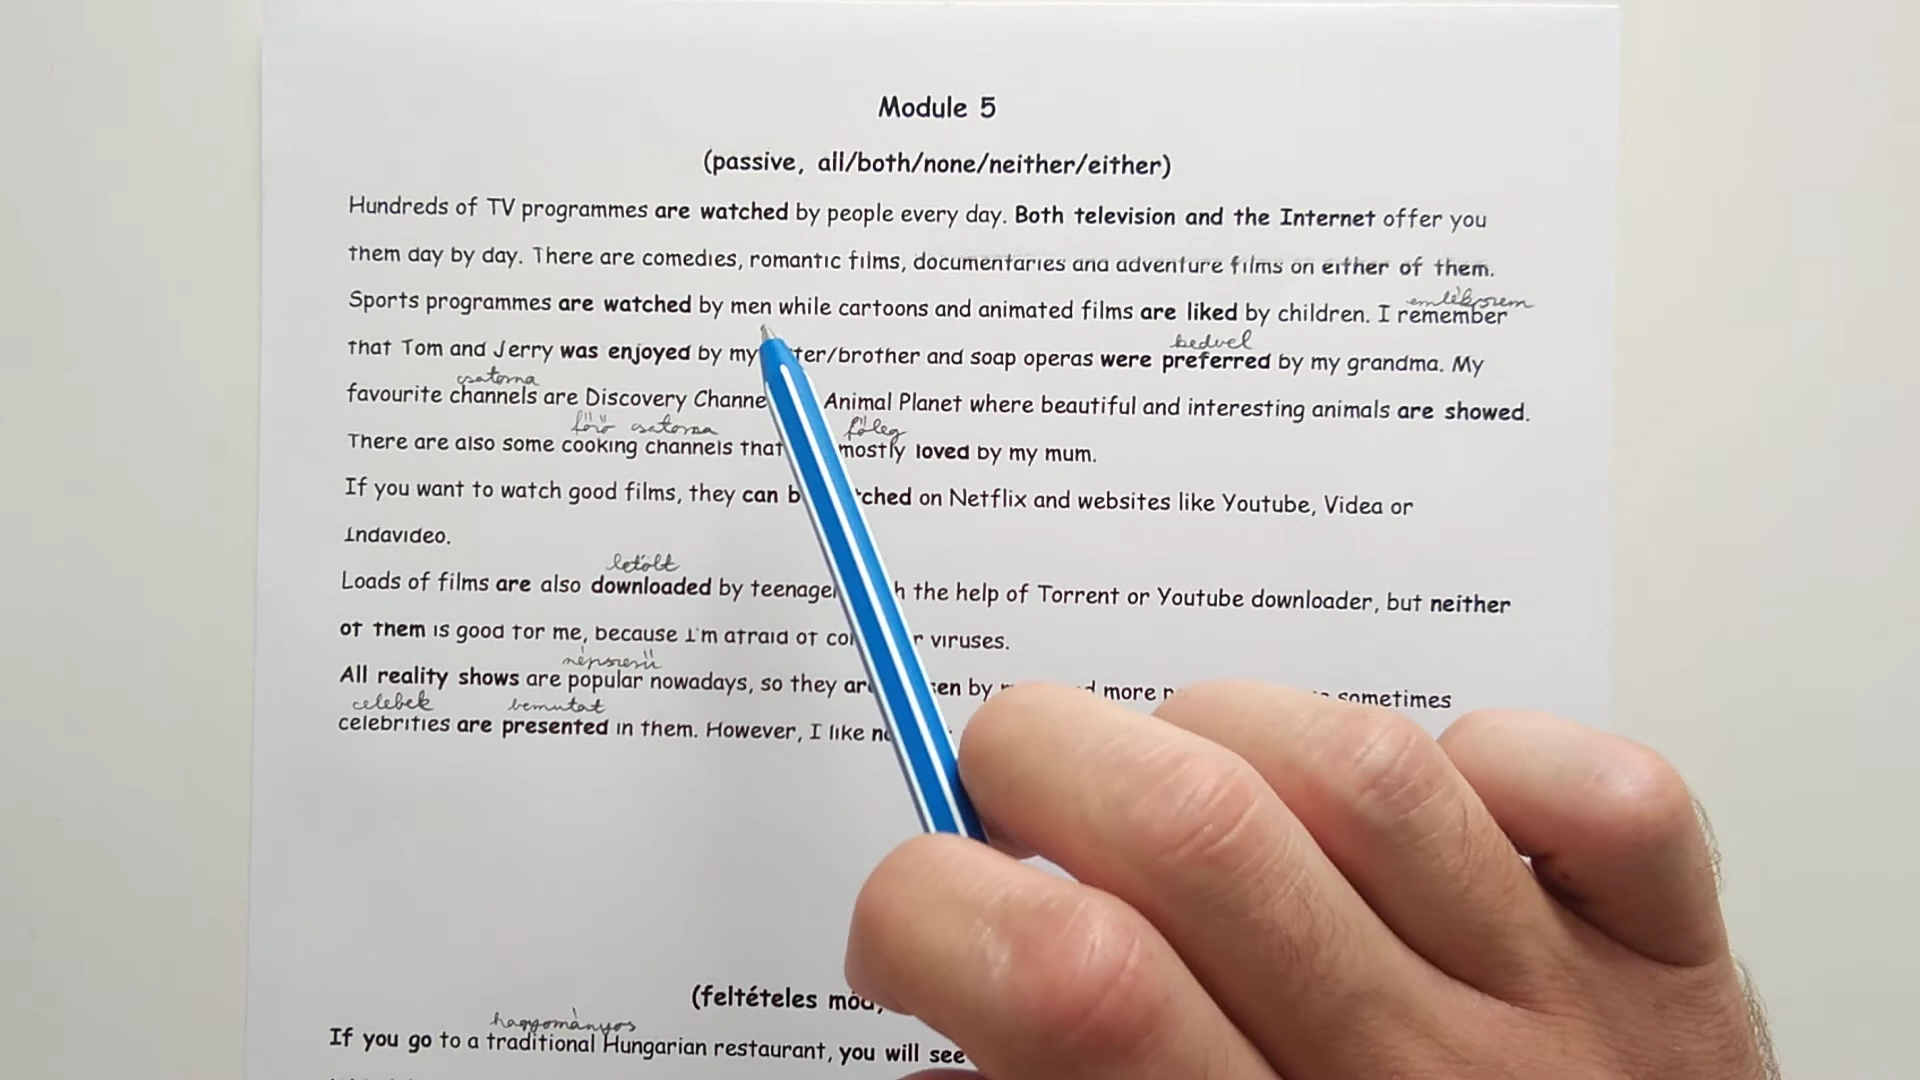 Module 5
(passive, all/both/none/neither/either)
Hundreds of TV programmes are watched by people every day. Both television and the Internet offer you
them day by day. There are comedies, romantic films, documentaries and adventure films on either of them.
emlékszem
Sports programmes are watched by men while cartoons and animated films are liked by children. I remember
kedvel
that Tom and Jerry was enjoyed by my ter/brother and soap operas were preferred by my grandma. My
csatorna
favourite channels are Discovery Channe Animal Planet where beautiful and interesting animals are showed.
főző csatorna főleg
There are also some cooking channels that mostly loved by my mum.
If you want to watch good films, they can b tched on Netflix and websites like Youtube, Videa or
Indavideo.
letölt
Loads of films are also downloaded by teenage h the help of Torrent or Youtube downloader, but neither
of them is good for me, because I'm afraid of co r viruses.
népszerű
All reality shows are popular nowadays, so they are en by d more sometimes
celebek bemutat
celebrities are presented in them. However, I like
(feltételes mód,
hagyományos
If you go to a traditional Hungarian restaurant, you will see